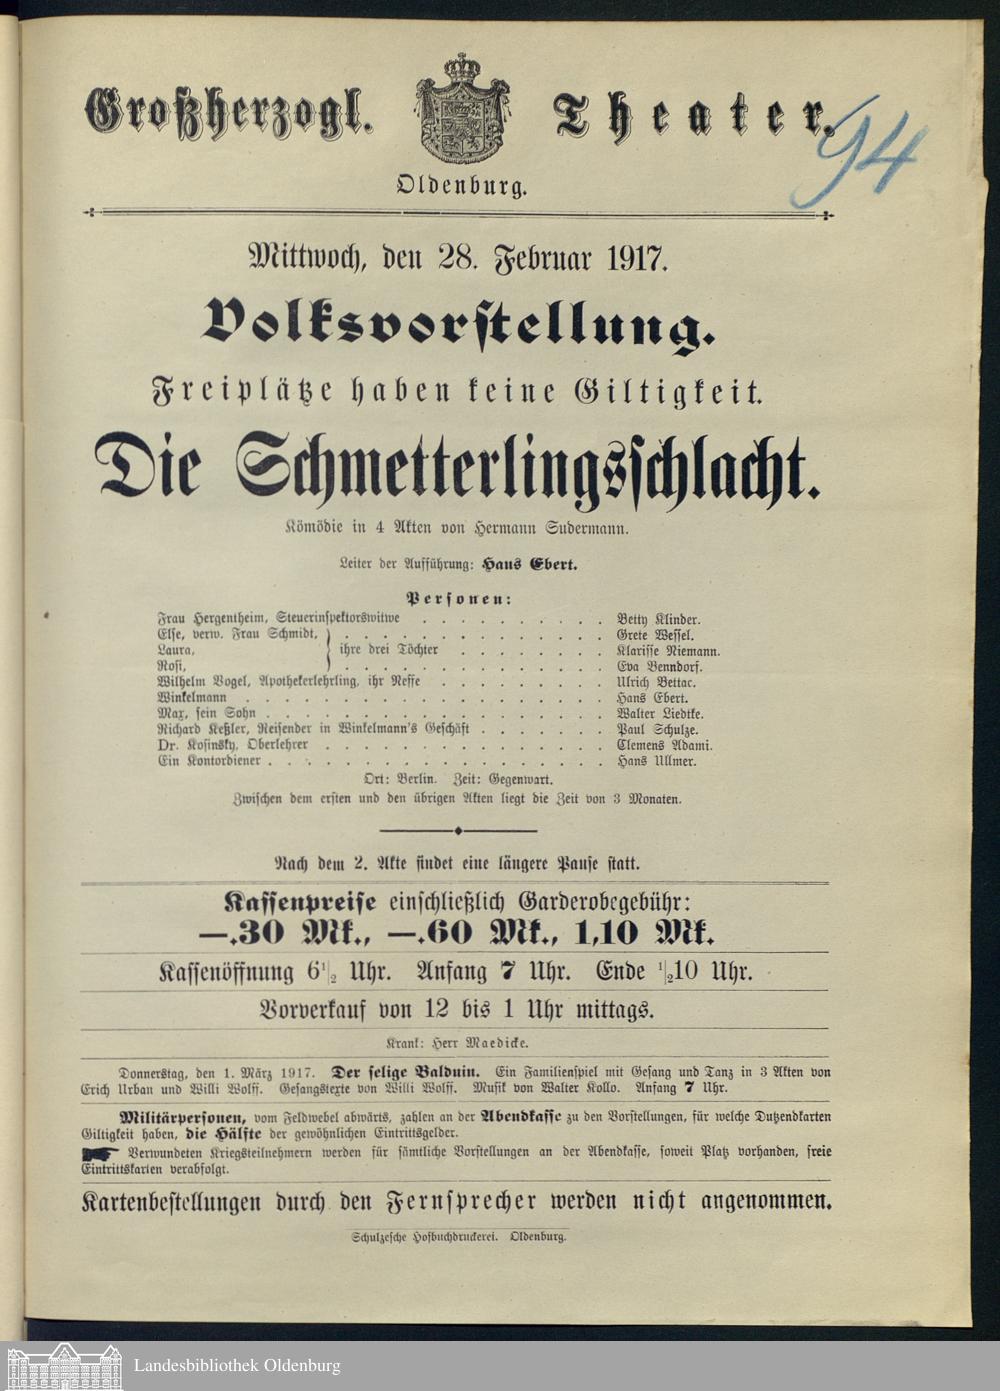 Großherzogl. Theater.
94
Oldenburg.
Mittwoch, den 28. Februar 1917.
Volksvorstellung.
Freiplätze haben keine Giltigkeit.
Die Schmetterlingsschlacht.
Komödie in 4 Akten von Hermann Sudermann.
Leiter der Aufführung: Hans Ebert.
Personen:
Frau Hergentheim, Steuerinspektorswitwe . . . . . . . . . . Betty Klinder.
Else, verw. Frau Schmidt, . . . . . . . . . . . . . . Grete Wessel.
Laura, } ihre drei Töchter . . . . . . . . Klarisse Niemann.
Rosi, . . . . . . . . . . . . . . Eva Benndorf.
Wilhelm Vogel, Apothekerlehrling, ihr Neffe . . . . . . . . . . Ulrich Bettac.
Winkelmann . . . . . . . . . . . . . . . . . . . Hans Ebert.
Max, sein Sohn . . . . . . . . . . . . . . . . . . Walter Liedtke.
Richard Keßler, Reisender in Winkelmann's Geschäft . . . . . . . Paul Schulze.
Dr. Kosinsky, Oberlehrer . . . . . . . . . . . . . . . Clemens Adami.
Ein Kontordiener . . . . . . . . . . . . . . . . . . Hans Ullmer.
Ort: Berlin. Zeit: Gegenwart.
Zwischen dem ersten und den übrigen Akten liegt die Zeit von 3 Monaten.
Nach dem 2. Akte findet eine längere Pause statt.
Kassenpreise einschließlich Garderobegebühr:
—.30 Mk., —.60 Mk., 1,10 Mk.
Kassenöffnung 6 1/2 Uhr. Anfang 7 Uhr. Ende 1/2 10 Uhr.
Vorverkauf von 12 bis 1 Uhr mittags.
Krank: Herr Maedicke.
Donnerstag, den 1. März 1917. Der selige Balduin. Ein Familienspiel mit Gesang und Tanz in 3 Akten von
Erich Urban und Willi Wolff. Gesangstexte von Willi Wolff. Musik von Walter Kollo. Anfang 7 Uhr.
Militärpersonen, vom Feldwebel abwärts, zahlen an der Abendkasse zu den Vorstellungen, für welche Dutzendkarten
Giltigkeit haben, die Hälfte der gewöhnlichen Eintrittsgelder.
Verwundeten Kriegsteilnehmern werden für sämtliche Vorstellungen an der Abendkasse, soweit Platz vorhanden, freie
Eintrittskarten verabfolgt.
Kartenbestellungen durch den Fernsprecher werden nicht angenommen.
Schulzesche Hofbuchdruckerei. Oldenburg.
Landesbibliothek Oldenburg